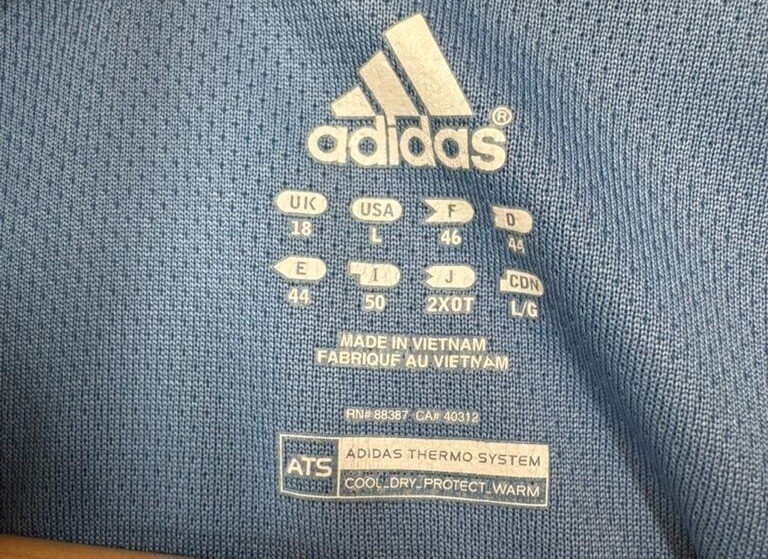 adidas®
UK USA F D
18 L 46 44
E I J CDN
44 50 2XOT L/G
MADE IN VIETNAM
FABRIQUE AU VIETNAM
RN# 88387 CA# 40312
ATS ADIDAS THERMO SYSTEM
COOL_DRY_PROTECT_WARM